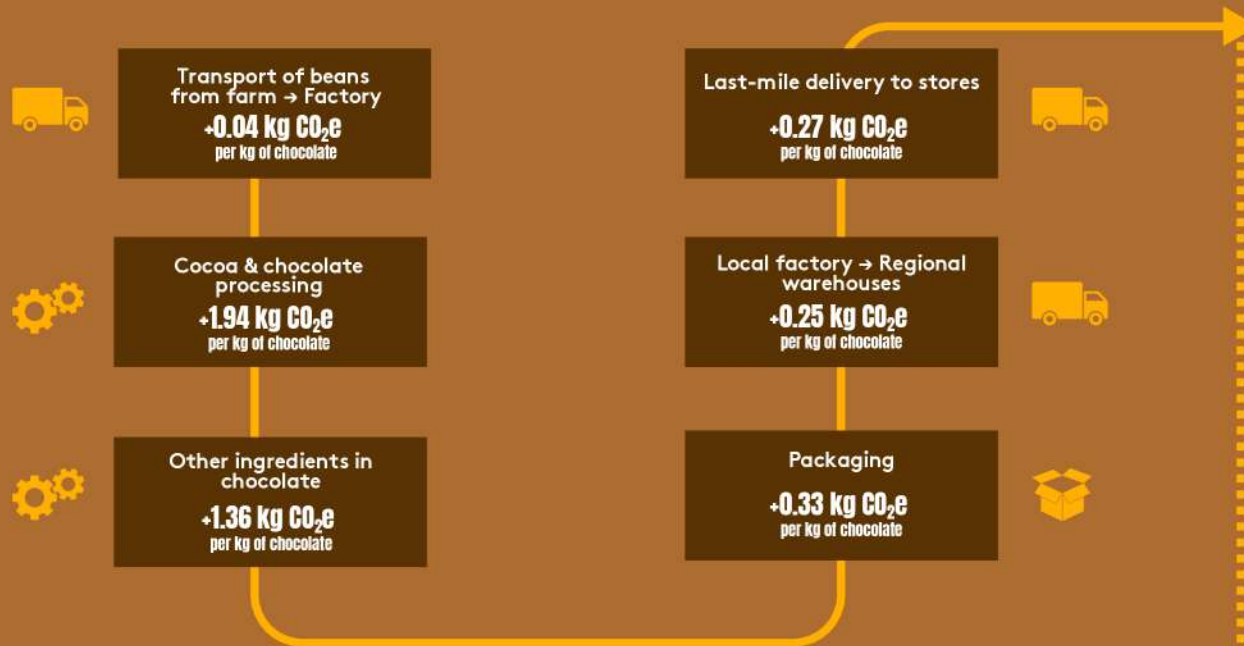 Transport of beans
from farm → Factory
+0.04 kg CO₂e
per kg of chocolate
Cocoa & chocolate
processing
+1.94 kg CO₂e
per kg of chocolate
Other ingredients in
chocolate
+1.36 kg CO₂e
per kg of chocolate
Last-mile delivery to stores
+0.27 kg CO₂e
per kg of chocolate
Local factory → Regional
warehouses
+0.25 kg CO₂e
per kg of chocolate
Packaging
+0.33 kg CO₂e
per kg of chocolate